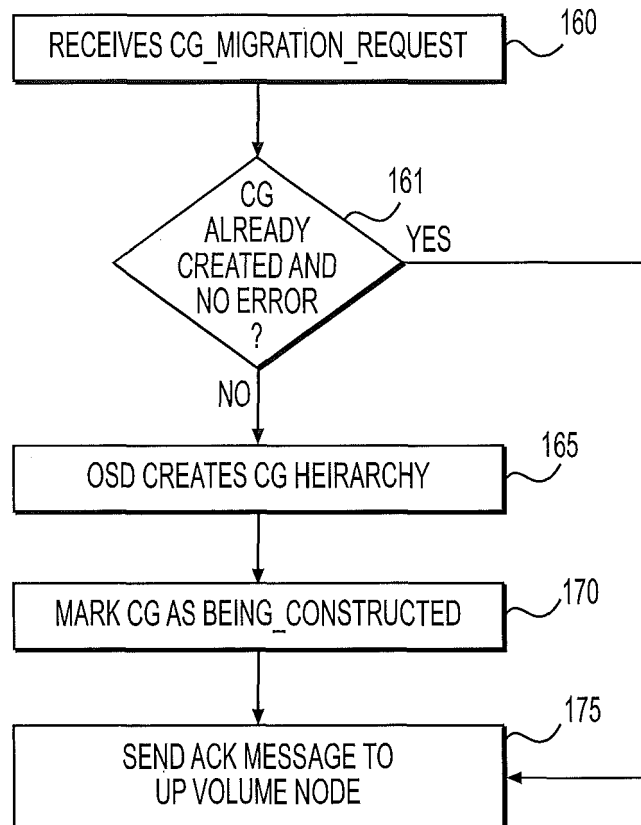 RECEIVES CG_MIGRATION_REQUEST
160
CG
ALREADY
CREATED AND
NO ERROR
?
161
YES
NO
OSD CREATES CG HEIRARCHY
165
MARK CG AS BEING_CONSTRUCTED
170
SEND ACK MESSAGE TO
UP VOLUME NODE
175